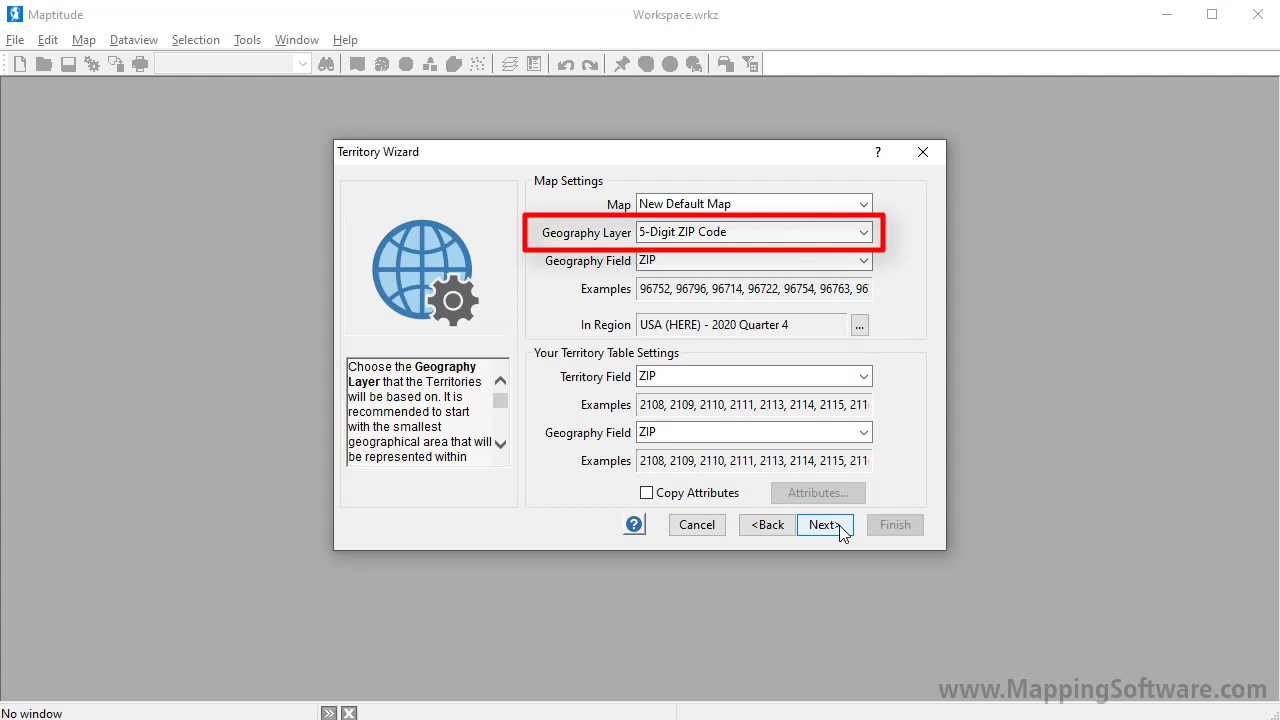 Maptitude
Workspace.wrkz
File Edit Map Dataview Selection Tools Window Help
Territory Wizard
?
Map Settings
Map New Default Map
Geography Layer 5-Digit ZIP Code
Geography Field ZIP
Examples 96752, 96796, 96714, 96722, 96754, 96763, 96
In Region USA (HERE) - 2020 Quarter 4 ...
Choose the Geography
Layer that the Territories
will be based on. It is
recommended to start
with the smallest
geographical area that will
be represented within
Your Territory Table Settings
Territory Field ZIP
Examples 2108, 2109, 2110, 2111, 2113, 2114, 2115, 211
Geography Field ZIP
Examples 2108, 2109, 2110, 2111, 2113, 2114, 2115, 211
Copy Attributes Attributes...
? Cancel <Back Next> Finish
www.MappingSoftware.com
No window